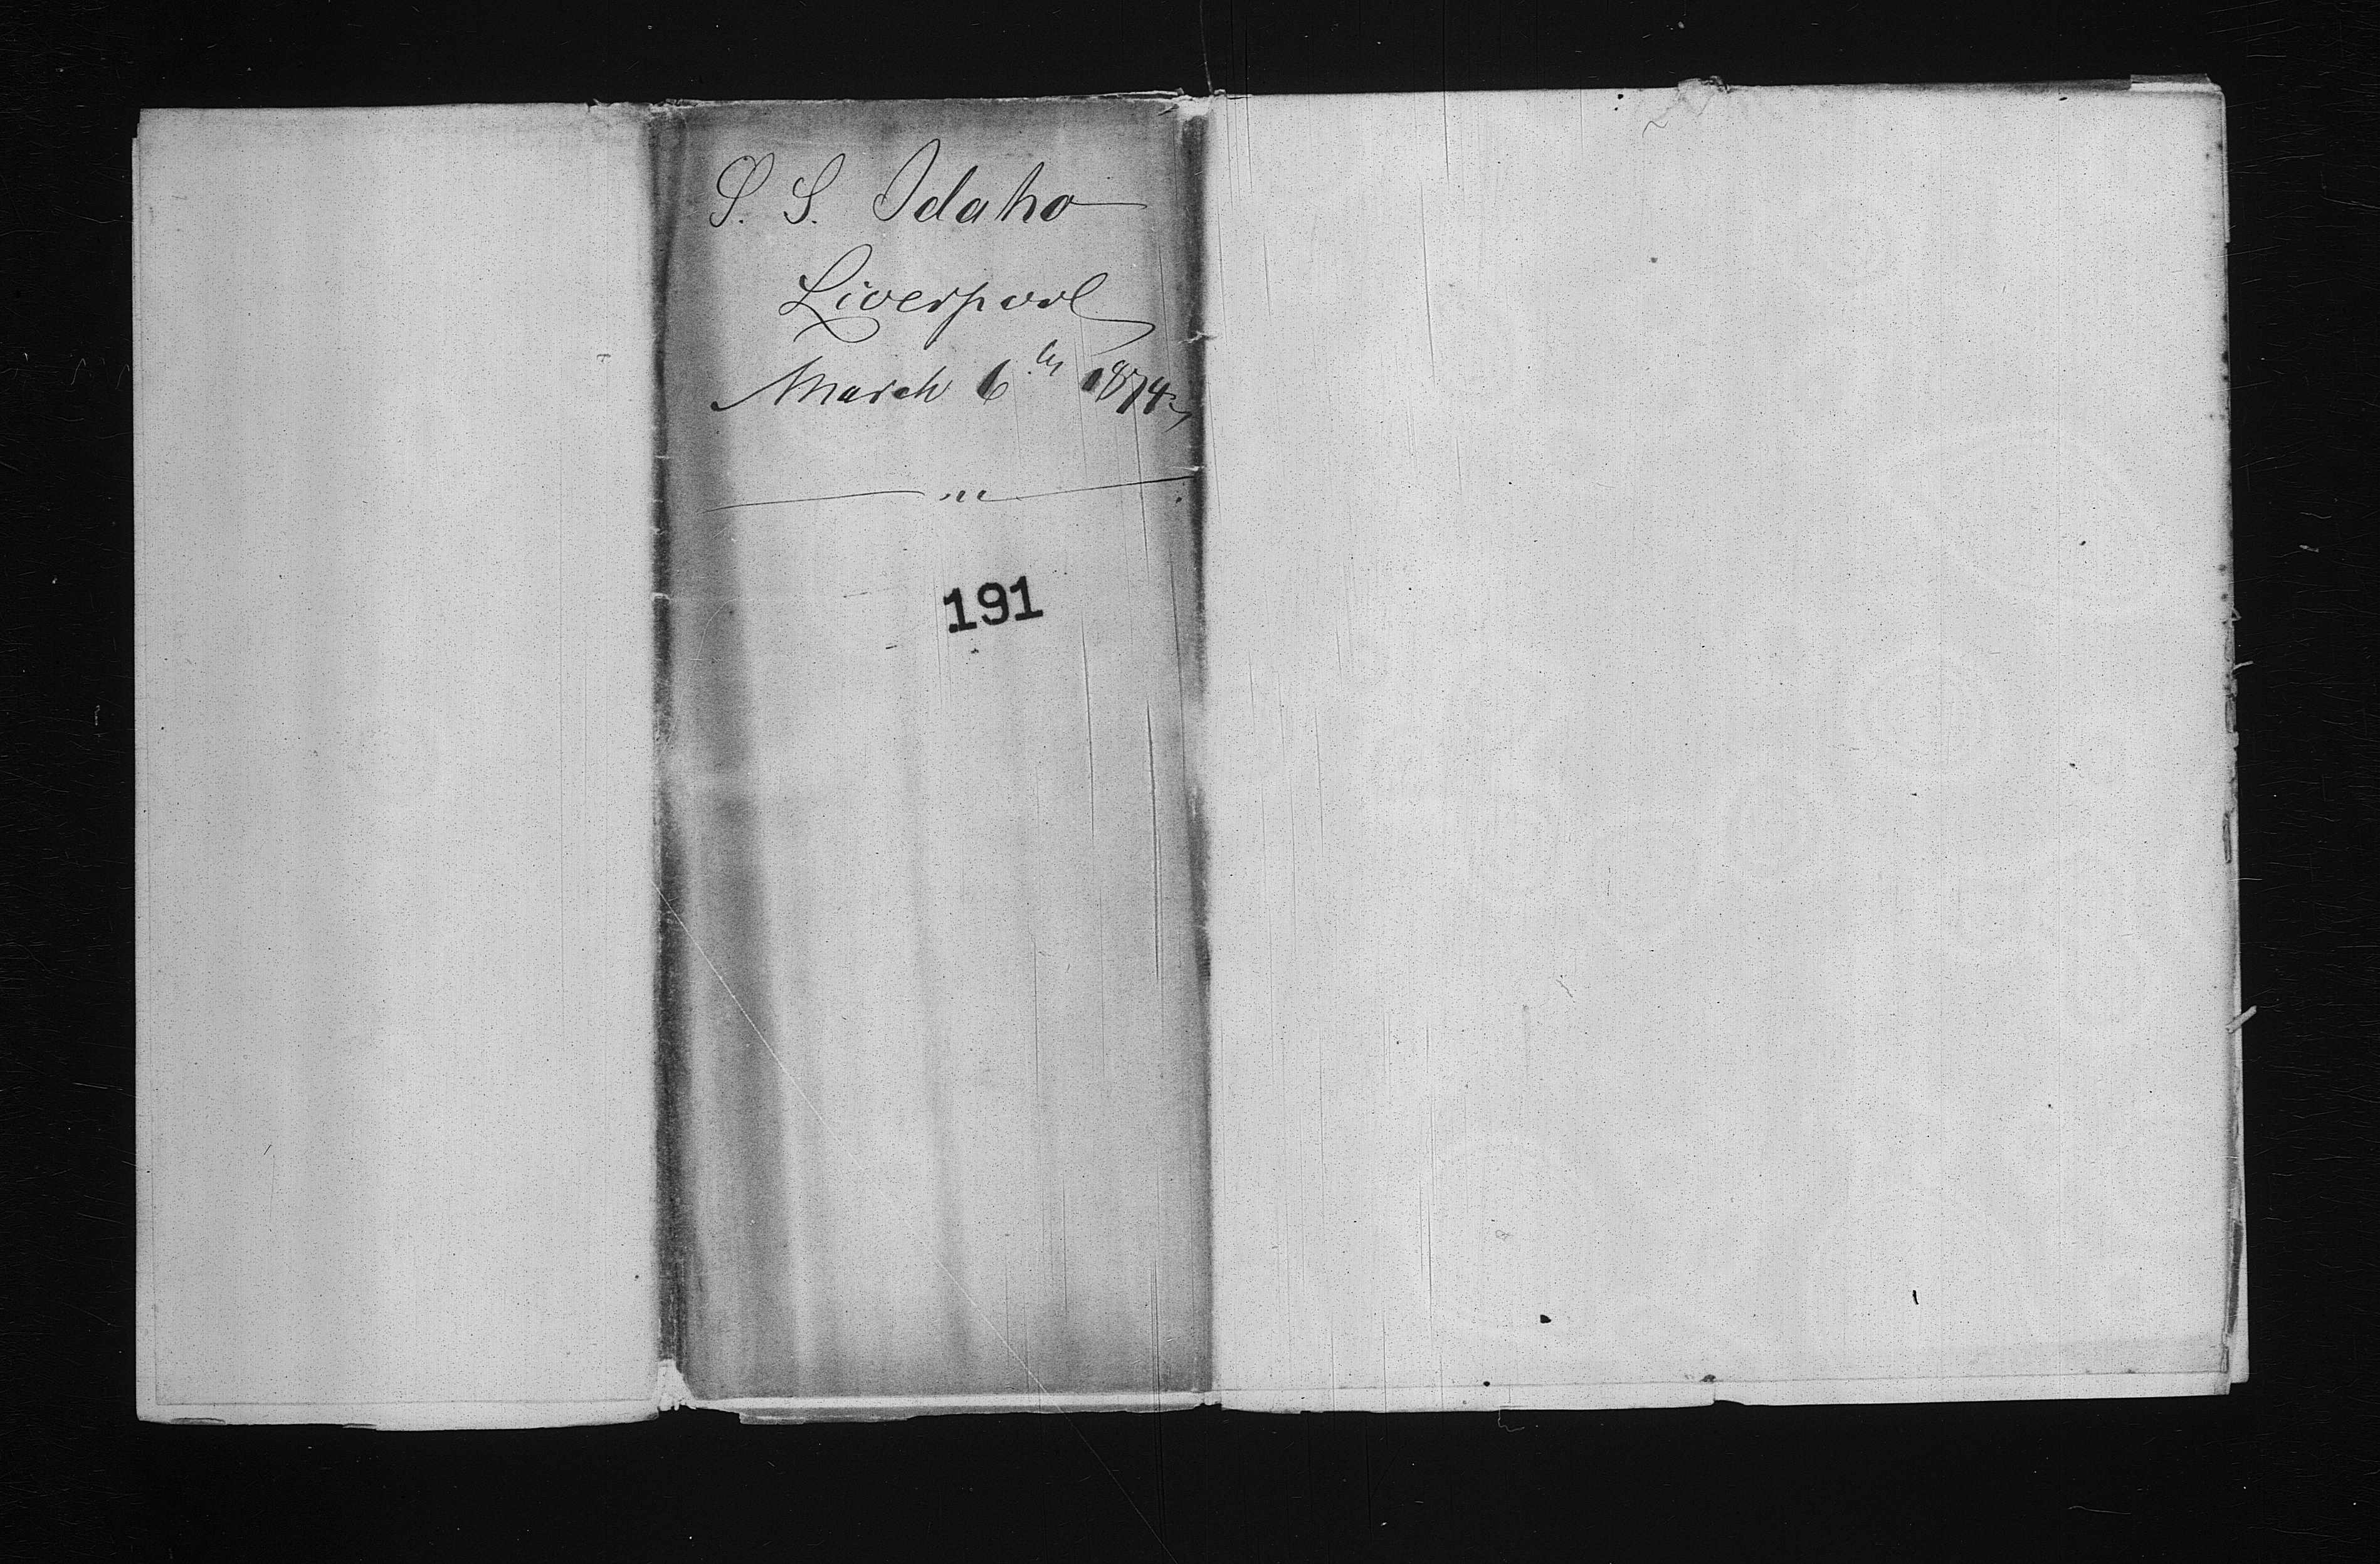 S. S. Idaho
Liverpool
March 6th 1874
191